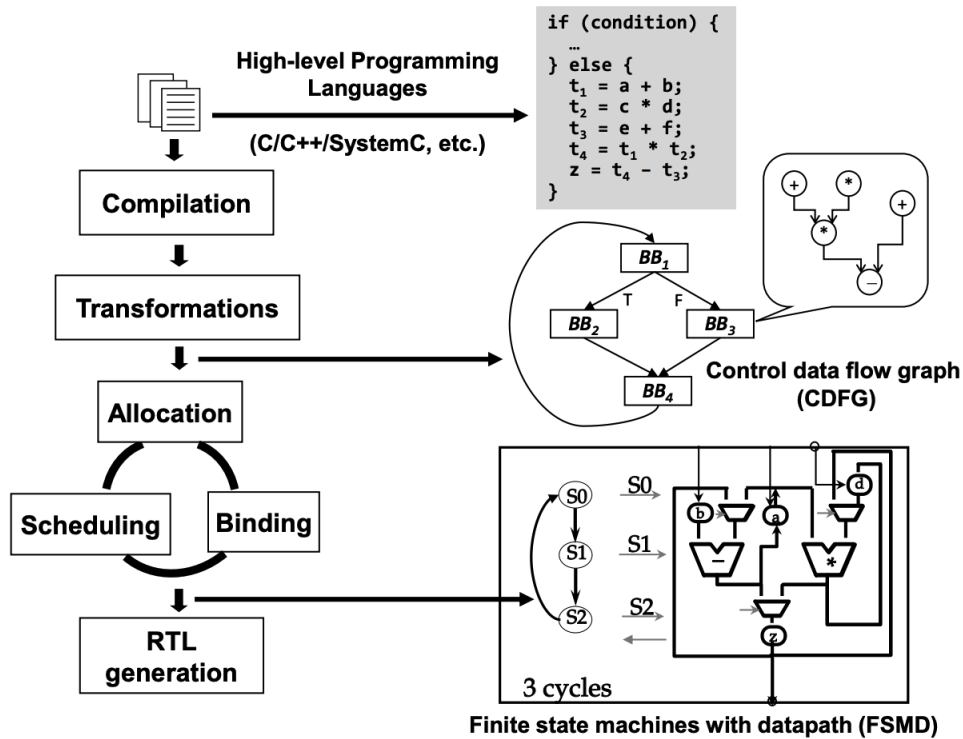 High-level Programming
Languages
(C/C++/SystemC, etc.)
if (condition) {
…
} else {
t₁ = a + b;
t₂ = c * d;
t₃ = e + f;
t₄ = t₁ * t₂;
z = t₄ − t₃;
}
Compilation
Transformations
Allocation
Scheduling
Binding
RTL
generation
BB₁
T F
BB₂ BB₃
BB₄
+ * +
*
−
Control data flow graph
(CDFG)
S0
S1
S2
S0
S1
S2
b a d
− *
z
3 cycles
Finite state machines with datapath (FSMD)